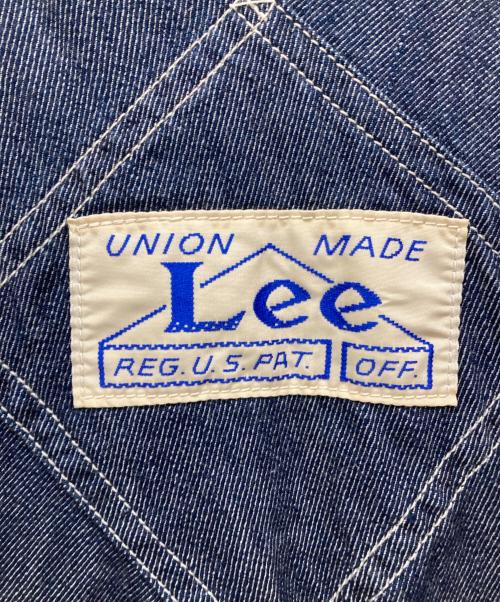 UNION MADE
Lee
REG. U. S. PAT. OFF.